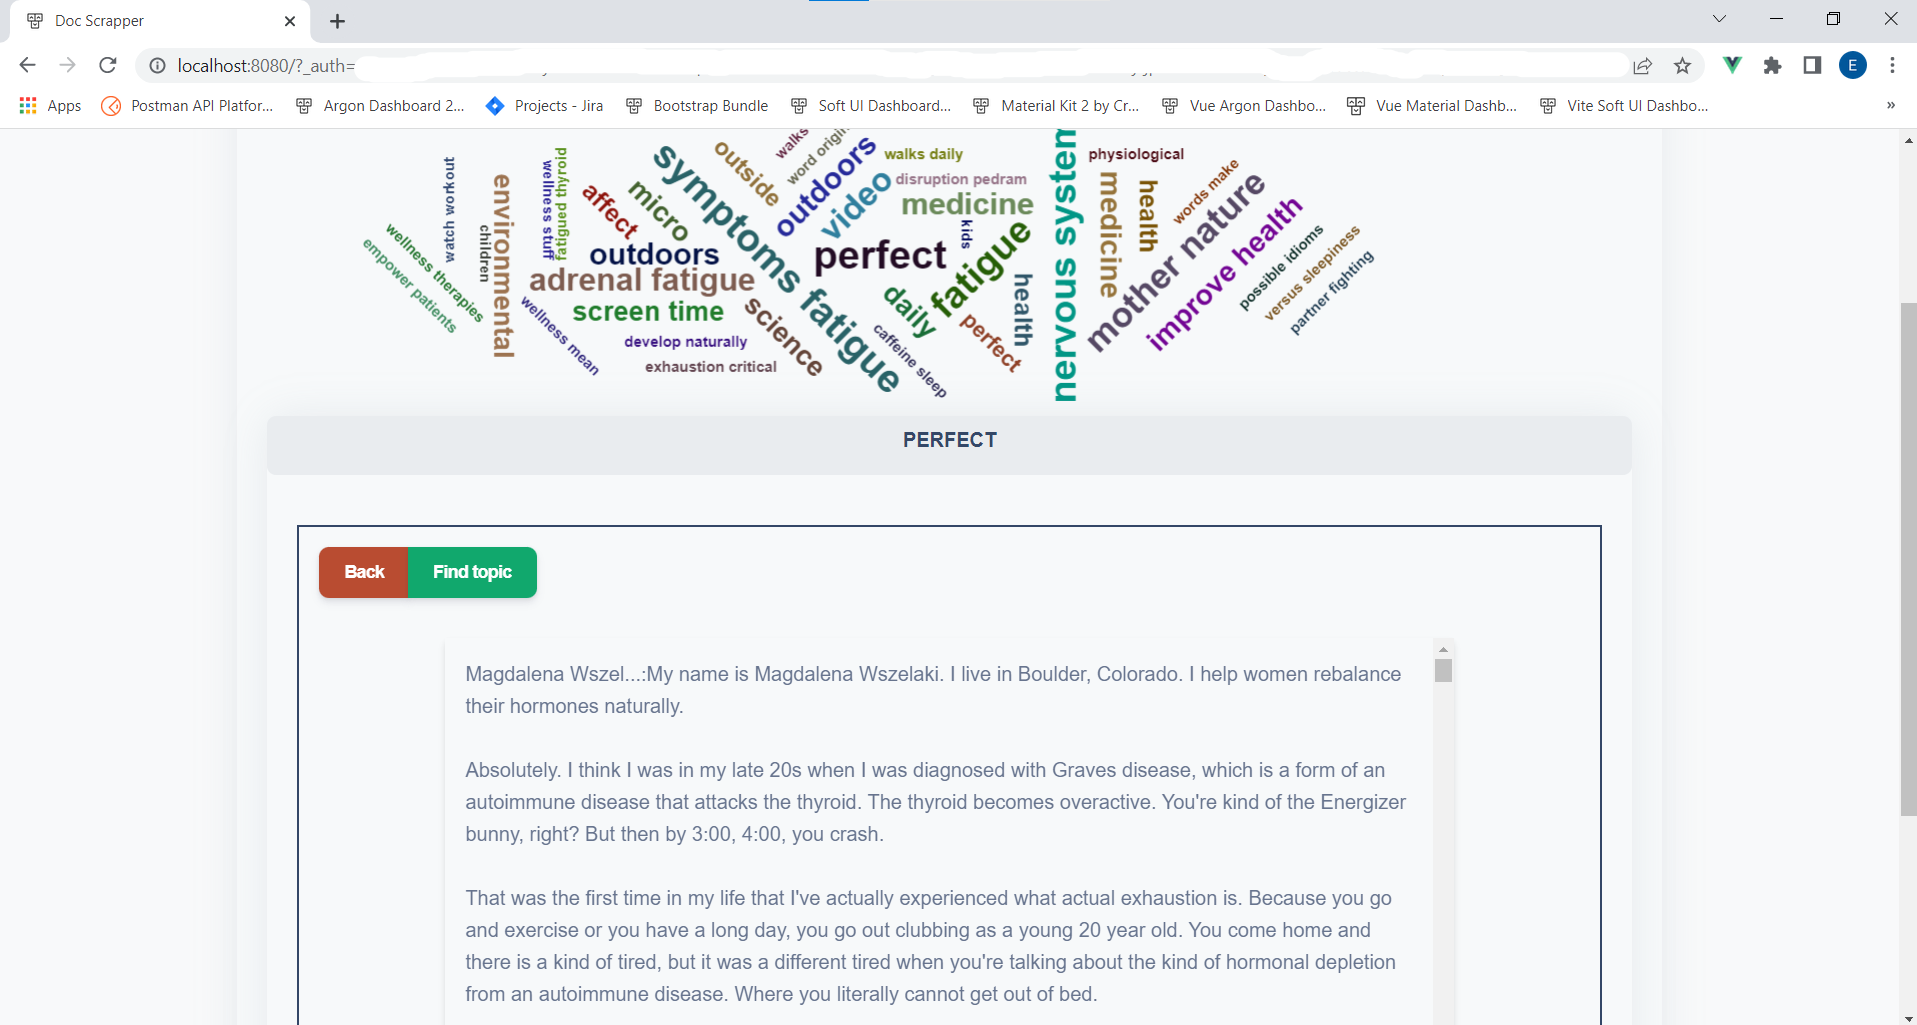 Doc Scrapper
localhost:8080/?_auth=
E
Apps
Postman API Platfor...
Argon Dashboard 2...
Projects - Jira
Bootstrap Bundle
Soft UI Dashboard...
Material Kit 2 by Cr...
Vue Argon Dashbo...
Vue Material Dashb...
Vite Soft UI Dashbo...
»
empower patients
wellness therapies
watch workout
children
environmental
wellness mean
wellness stuff
fatigued thyroid
affect
micro
outdoors
adrenal fatigue
screen time
develop naturally
exhaustion critical
symptoms fatigue
science
outside
walks
word origin
outdoors
video
walks daily
disruption pedram
medicine
perfect
kids
fatigue
daily
caffeine sleep
perfect
health
nervous system
physiological
medicine
health
words make
mother nature
improve health
possible idioms
versus sleepiness
partner fighting
PERFECT
Back
Find topic
Magdalena Wszel...:My name is Magdalena Wszelaki. I live in Boulder, Colorado. I help women rebalance
their hormones naturally.
Absolutely. I think I was in my late 20s when I was diagnosed with Graves disease, which is a form of an
autoimmune disease that attacks the thyroid. The thyroid becomes overactive. You're kind of the Energizer
bunny, right? But then by 3:00, 4:00, you crash.
That was the first time in my life that I've actually experienced what actual exhaustion is. Because you go
and exercise or you have a long day, you go out clubbing as a young 20 year old. You come home and
there is a kind of tired, but it was a different tired when you're talking about the kind of hormonal depletion
from an autoimmune disease. Where you literally cannot get out of bed.